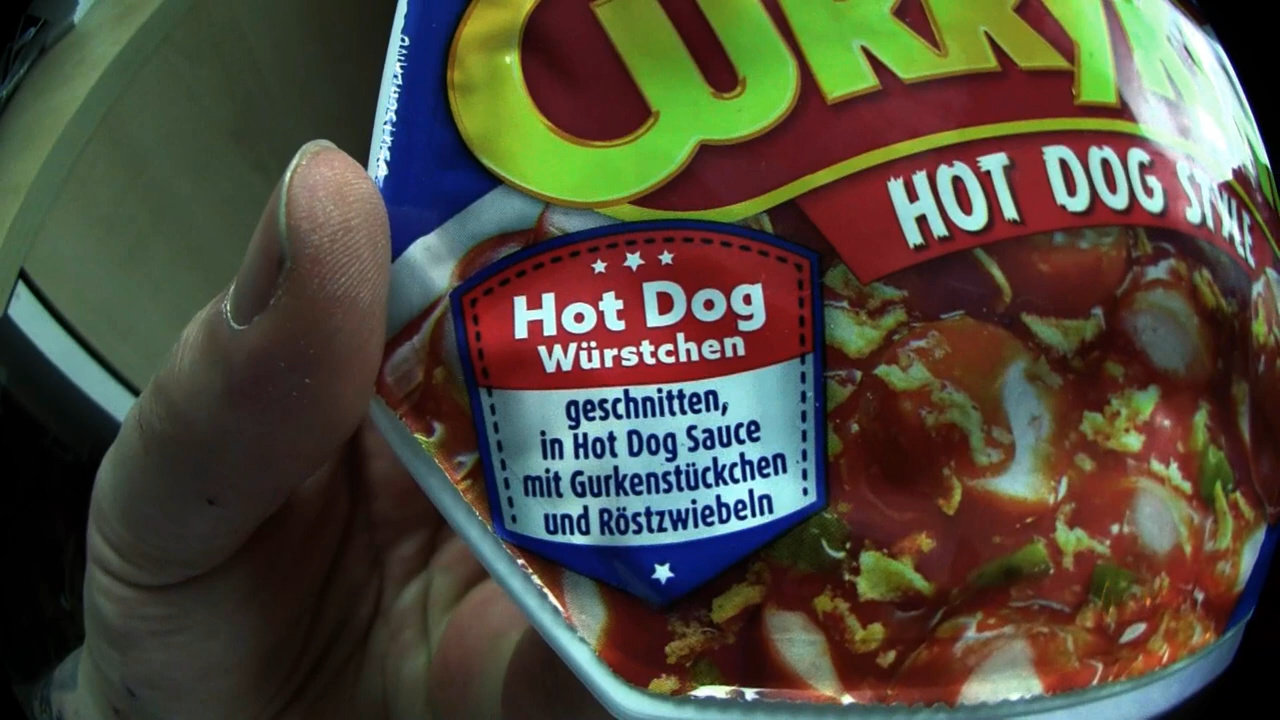 HOT DOG STYLE
Hot Dog
Würstchen
geschnitten,
in Hot Dog Sauce
mit Gurkenstückchen
und Röstzwiebeln